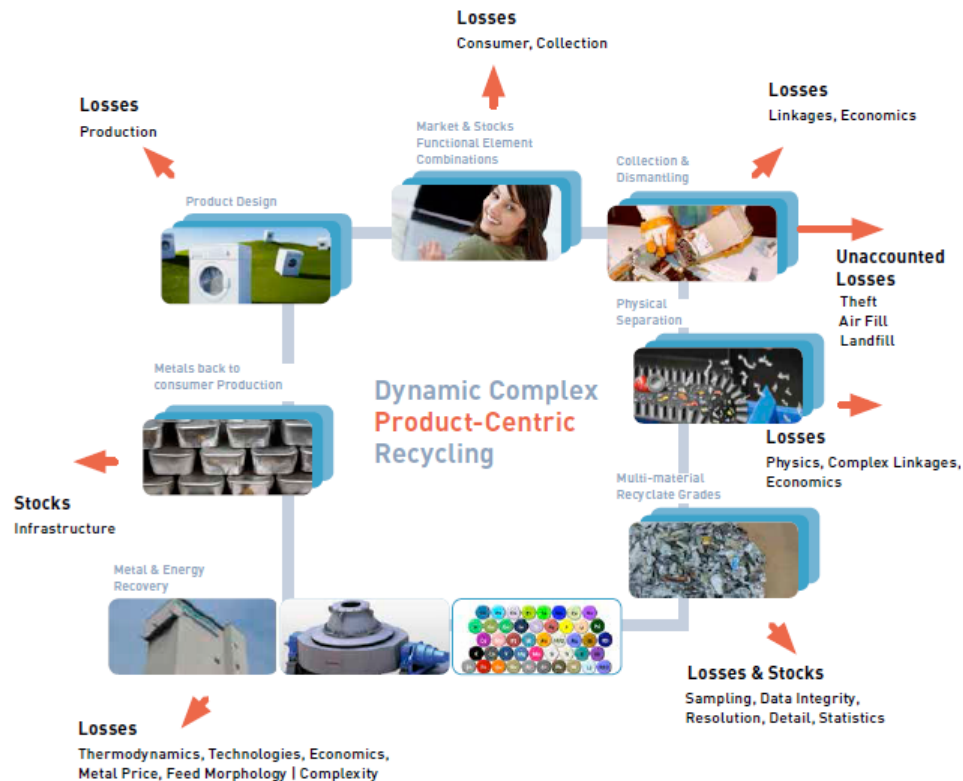 Losses
Consumer, Collection
Losses
Production
Losses
Linkages, Economics
Market & Stocks
Functional Element
Combinations
Collection &
Dismantling
Product Design
Unaccounted
Losses
Theft
Air Fill
Landfill
Physical
Separation
Metals back to
consumer Production
Dynamic Complex
Product-Centric
Recycling
Losses
Physics, Complex Linkages,
Economics
Multi-material
Recyclate Grades
Stocks
Infrastructure
Metal & Energy
Recovery
Losses & Stocks
Sampling, Data Integrity,
Resolution, Detail, Statistics
Losses
Thermodynamics, Technologies, Economics,
Metal Price, Feed Morphology | Complexity